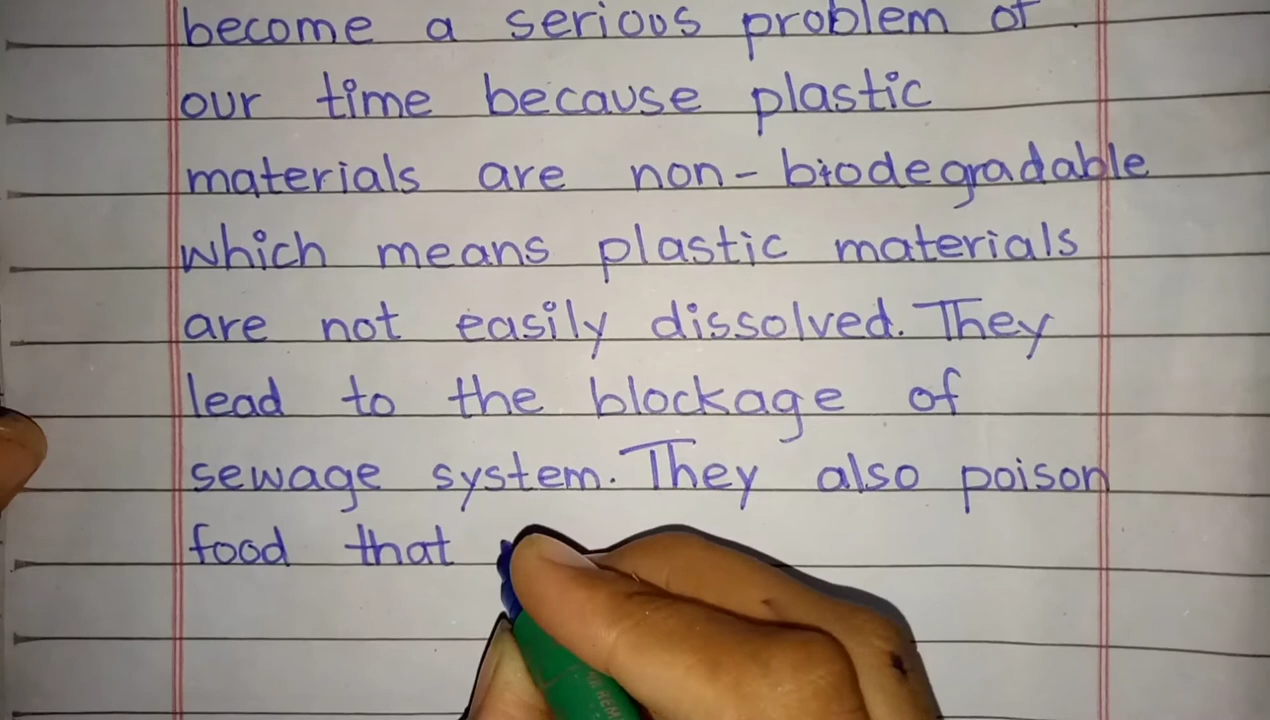 become a serious problem of
our time because plastic
materials are non-biodegradable
which means plastic materials
are not easily dissolved. They
lead to the blockage of
sewage system. They also poison
food that